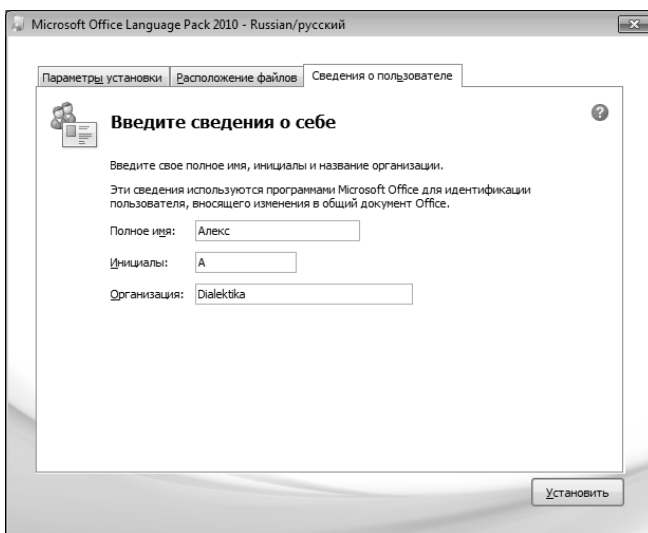 Microsoft Office Language Pack 2010 - Russian/русский
Параметры установки Расположение файлов Сведения о пользователе
Введите сведения о себе
Введите свое полное имя, инициалы и название организации.
Эти сведения используются программами Microsoft Office для идентификации
пользователя, вносящего изменения в общий документ Office.
Полное имя: Алекс
Инициалы: А
Организация: Dialektika
Установить